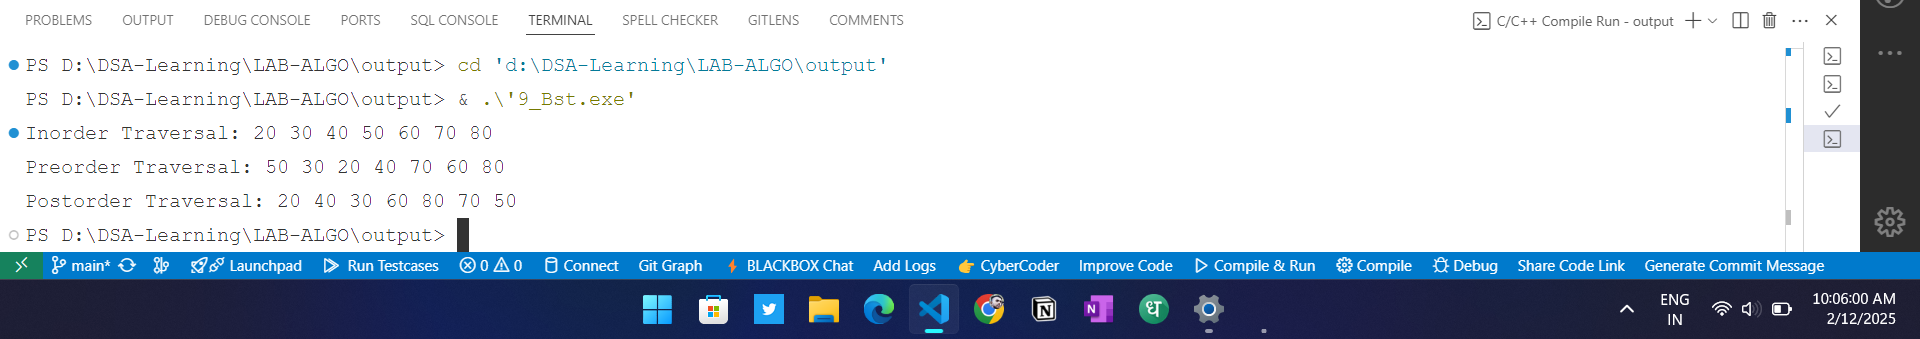 PROBLEMS OUTPUT DEBUG CONSOLE PORTS SQL CONSOLE TERMINAL SPELL CHECKER GITLENS COMMENTS C/C++ Compile Run - output
PS D:\DSA-Learning\LAB-ALGO\output> cd 'd:\DSA-Learning\LAB-ALGO\output'
PS D:\DSA-Learning\LAB-ALGO\output> & .\'9_Bst.exe'
Inorder Traversal: 20 30 40 50 60 70 80
Preorder Traversal: 50 30 20 40 70 60 80
Postorder Traversal: 20 40 30 60 80 70 50
PS D:\DSA-Learning\LAB-ALGO\output>
main* Launchpad Run Testcases 0 0 Connect Git Graph BLACKBOX Chat Add Logs CyberCoder Improve Code Compile & Run Compile Debug Share Code Link Generate Commit Message
ENG 10:06:00 AM
IN 2/12/2025